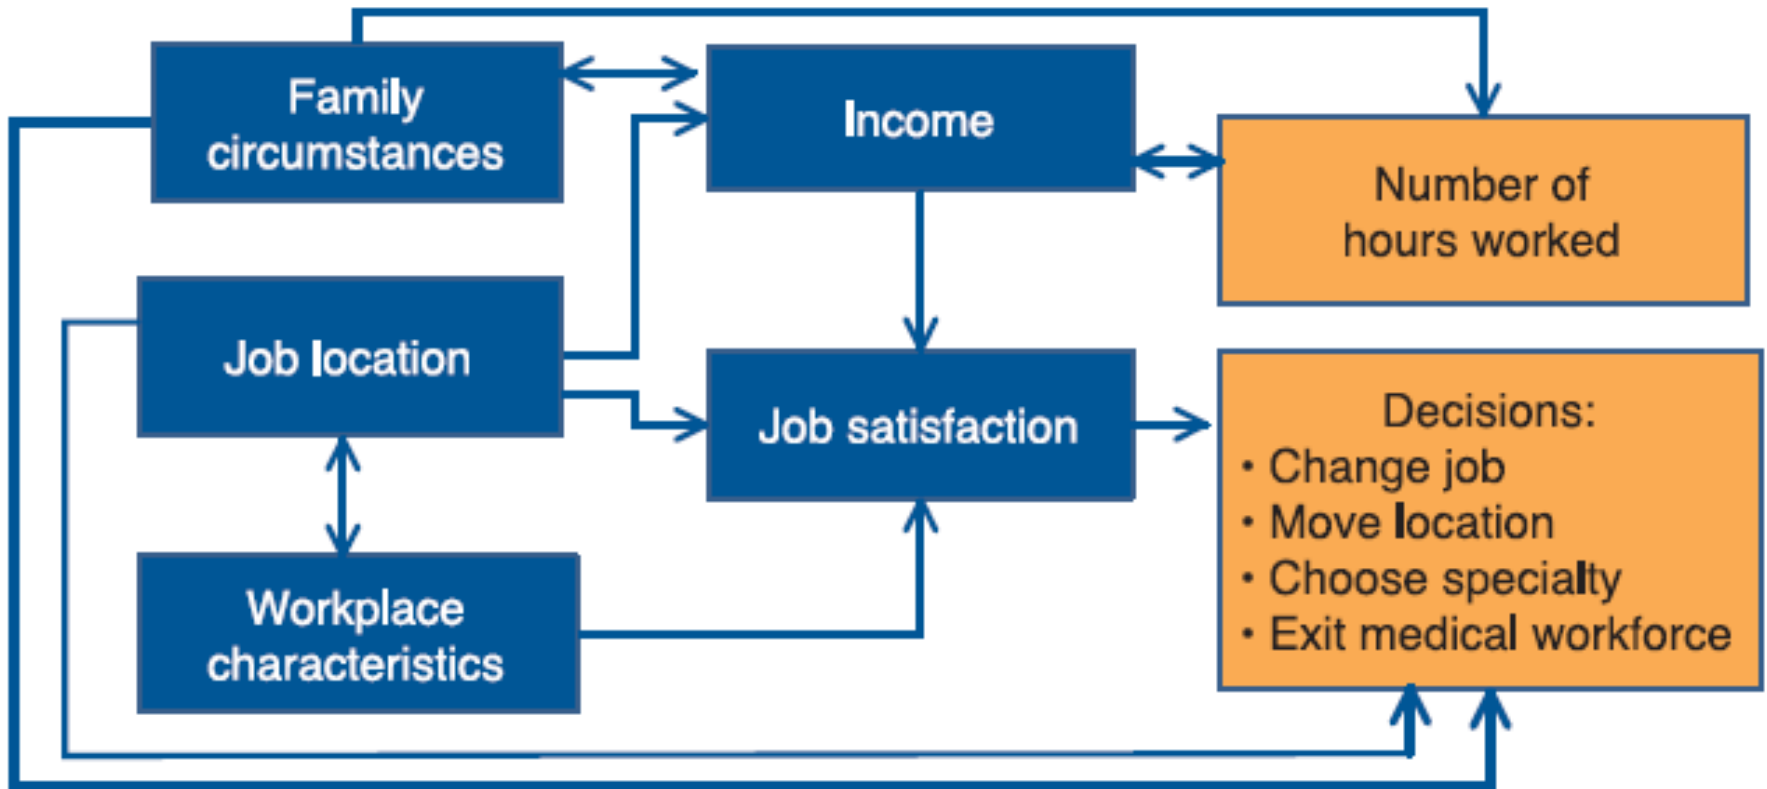 Family
circumstances
Income
Number of
hours worked
Job location
Job satisfaction
Decisions:
• Change job
• Move location
• Choose specialty
• Exit medical workforce
Workplace
characteristics